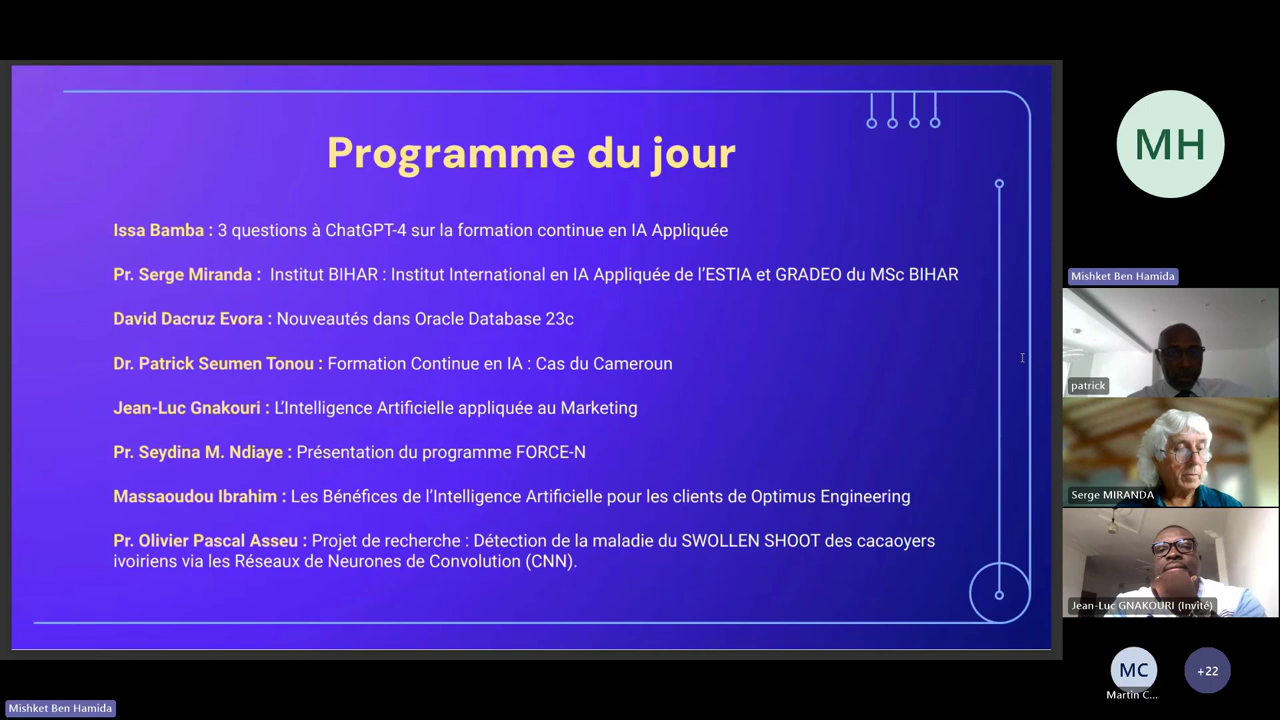 Programme du jour
Issa Bamba : 3 questions à ChatGPT-4 sur la formation continue en IA Appliquée
Pr. Serge Miranda : Institut BIHAR : Institut International en IA Appliquée de l’ESTIA et GRADEO du MSc BIHAR
David Dacruz Evora : Nouveautés dans Oracle Database 23c
Dr. Patrick Seumen Tonou : Formation Continue en IA : Cas du Cameroun
Jean-Luc Gnakouri : L’Intelligence Artificielle appliquée au Marketing
Pr. Seydina M. Ndiaye : Présentation du programme FORCE-N
Massaoudou Ibrahim : Les Bénéfices de l’Intelligence Artificielle pour les clients de Optimus Engineering
Pr. Olivier Pascal Asseu : Projet de recherche : Détection de la maladie du SWOLLEN SHOOT des cacaoyers
ivoiriens via les Réseaux de Neurones de Convolution (CNN).
MH
Mishket Ben Hamida
patrick
Serge MIRANDA
Jean-Luc GNAKOURI (Invité)
MC
+22
Martin C...
Mishket Ben Hamida